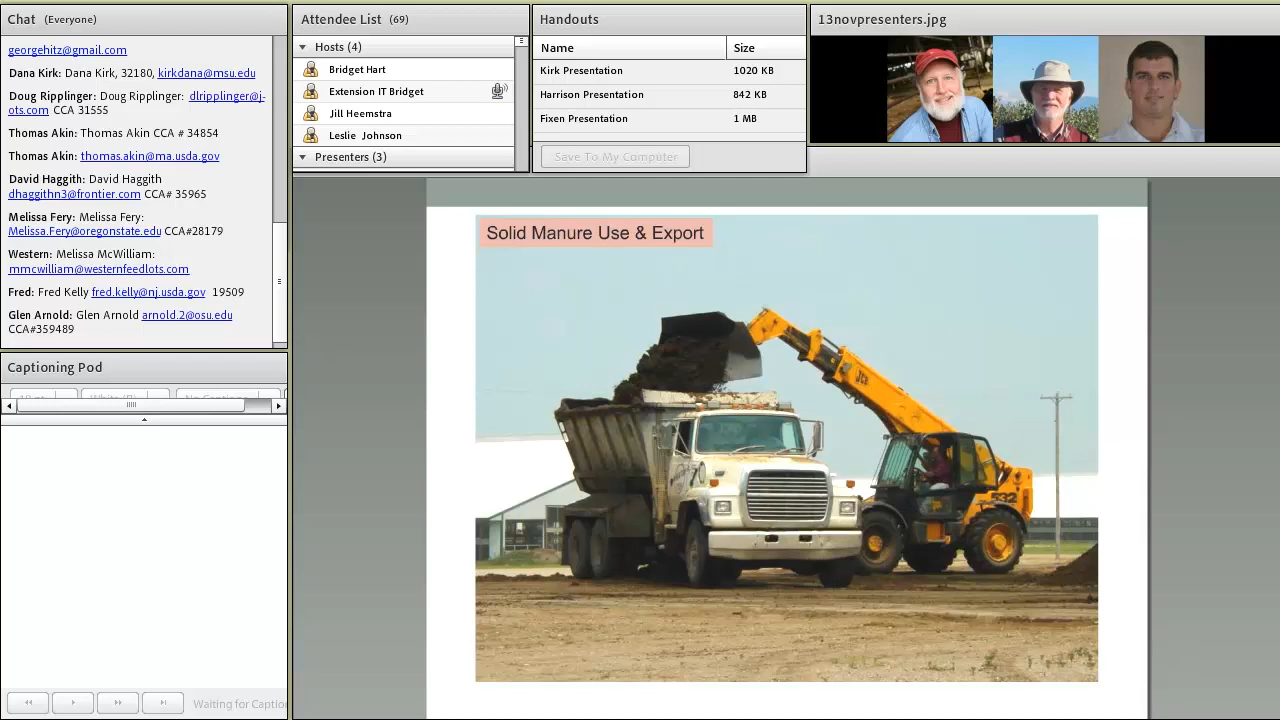 Chat (Everyone)
georgehitz@gmail.com
Dana Kirk: Dana Kirk, 32180, kirkdana@msu.edu
Doug Ripplinger: Doug Ripplinger: dlripplinger@j-
ots.com CCA 31555
Thomas Akin: Thomas Akin CCA # 34854
Thomas Akin: thomas.akin@ma.usda.gov
David Haggith: David Haggith
dhaggithn3@frontier.com CCA# 35965
Melissa Fery: Melissa Fery:
Melissa.Fery@oregonstate.edu CCA#28179
Western: Melissa McWilliam:
mmcwilliam@westernfeedlots.com
Fred: Fred Kelly fred.kelly@nj.usda.gov 19509
Glen Arnold: Glen Arnold arnold.2@osu.edu
CCA#359489
Captioning Pod
Waiting for Captio
Attendee List (69)
Hosts (4)
Bridget Hart
Extension IT Bridget
Jill Heemstra
Leslie Johnson
Presenters (3)
Handouts
Name Size
Kirk Presentation 1020 KB
Harrison Presentation 842 KB
Fixen Presentation 1 MB
Save To My Computer
13novpresenters.jpg
Solid Manure Use & Export
JCB
532